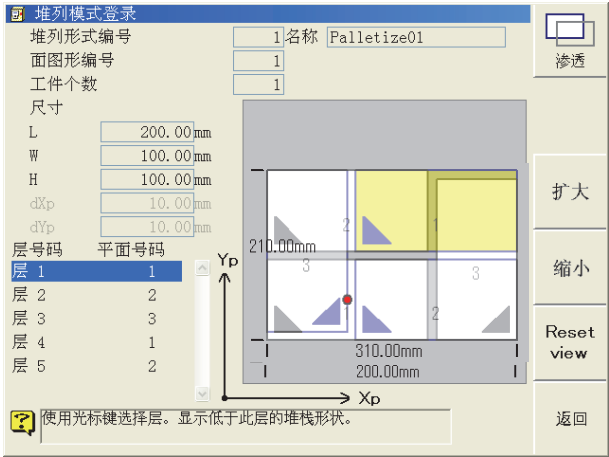 堆列模式登录
堆列形式编号 1 名称 Palletize01
面图形编号 1
工件个数 1
尺寸
L 200.00 mm
W 100.00 mm
H 100.00 mm
dXp 10.00 mm
dYp 10.00 mm
层号码 平面号码
层 1 1
层 2 2
层 3 3
层 4 1
层 5 2
Yp
210.00mm
2 1
3 3
1 2
310.00mm
200.00mm
Xp
使用光标键选择层。显示低于此层的堆栈形状。
渗透
扩大
缩小
Reset
view
返回